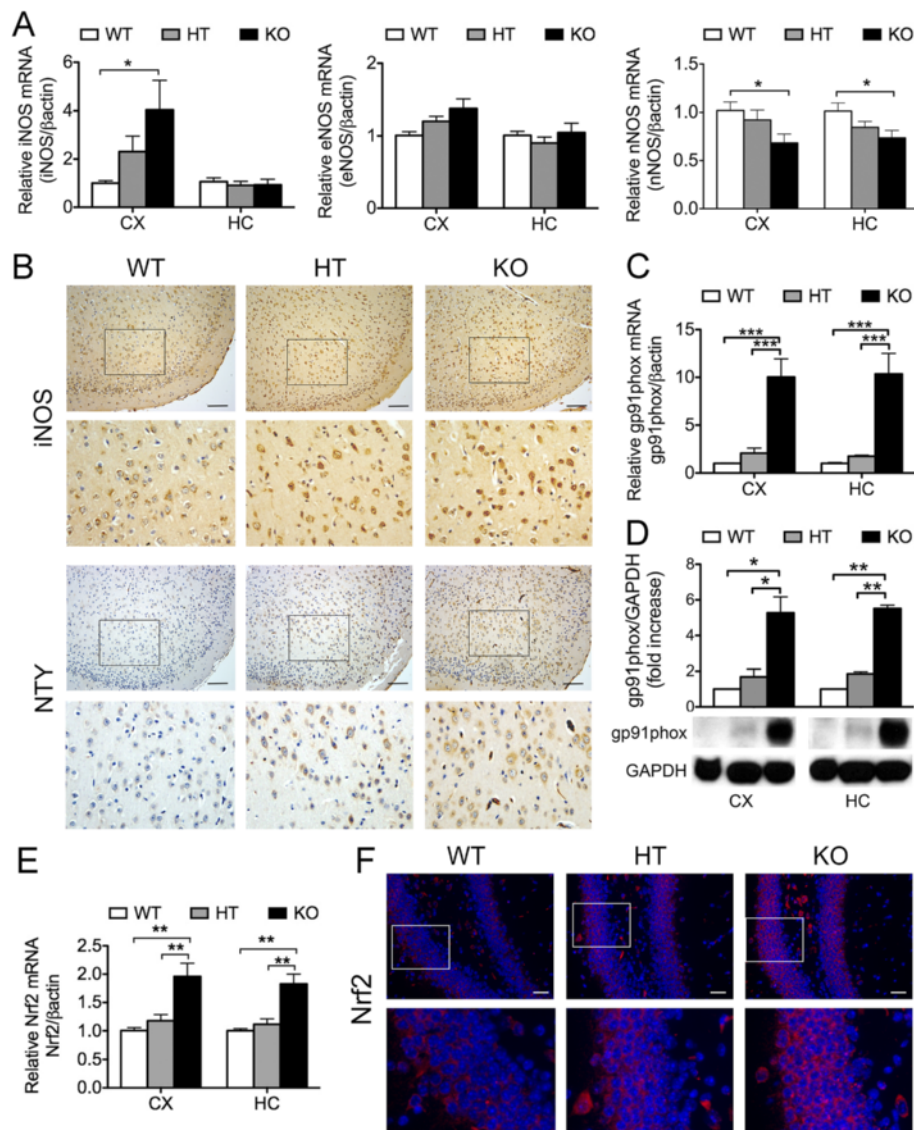 A
WT HT KO
Relative iNOS mRNA
(iNOS/βactin)
6
4
2
0
*
CX HC
WT HT KO
Relative eNOS mRNA
(eNOS/βactin)
2
1
0
CX HC
WT HT KO
Relative nNOS mRNA
(nNOS/βactin)
1.5
1.0
0.5
0.0
* *
CX HC
B
WT HT KO
iNOS
NTY
C
WT HT KO
Relative gp91phox mRNA
gp91phox/βactin
15
10
5
0
*** ***
*** ***
CX HC
D
WT HT KO
gp91phox/GAPDH
(fold increase)
8
6
4
2
0
* **
* **
gp91phox
GAPDH
CX HC
E
WT HT KO
Relative Nrf2 mRNA
Nrf2/βactin
2.5
2.0
1.5
1.0
0.5
0.0
** **
** **
CX HC
F
WT HT KO
Nrf2